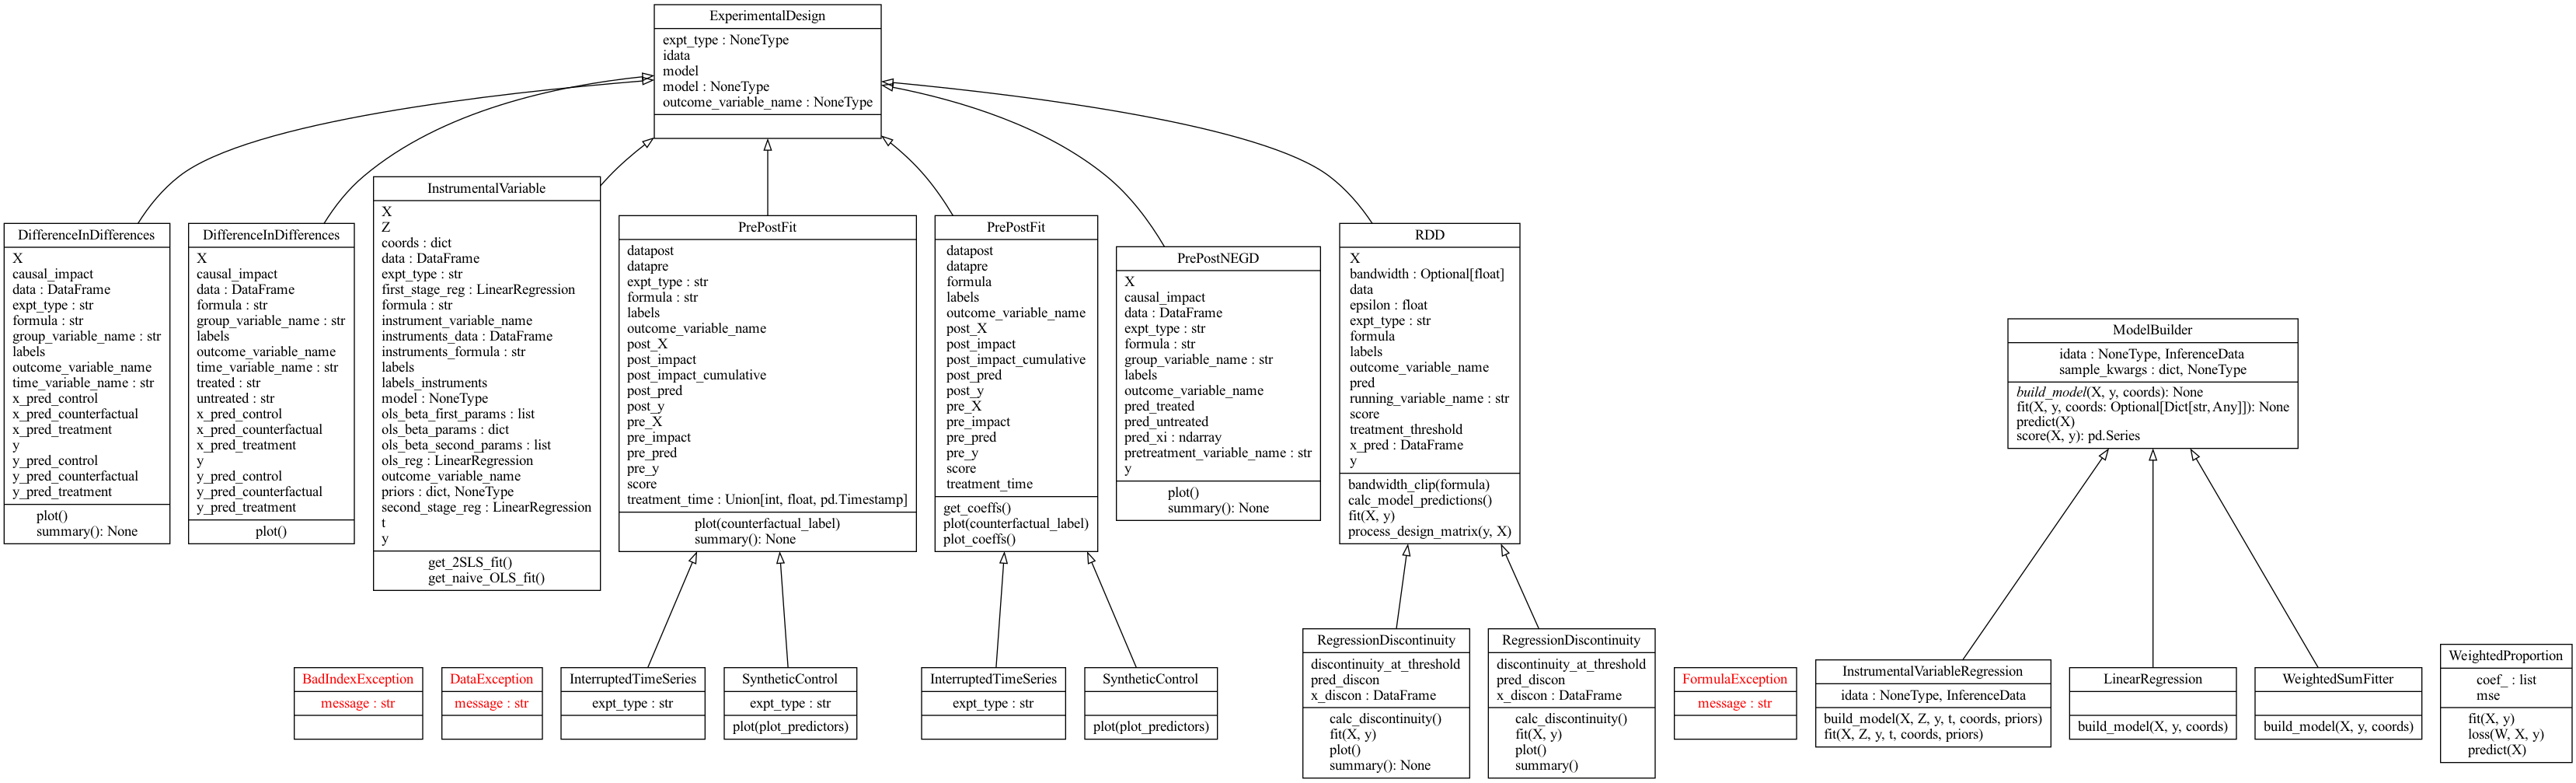 ExperimentalDesign
expt_type : NoneType
idata
model
model : NoneType
outcome_variable_name : NoneType
DifferenceInDifferences
X
causal_impact
data : DataFrame
expt_type : str
formula : str
group_variable_name : str
labels
outcome_variable_name
time_variable_name : str
x_pred_control
x_pred_counterfactual
x_pred_treatment
y
y_pred_control
y_pred_counterfactual
y_pred_treatment
plot()
summary(): None
DifferenceInDifferences
X
causal_impact
data : DataFrame
formula : str
group_variable_name : str
labels
outcome_variable_name
time_variable_name : str
treated : str
untreated : str
x_pred_control
x_pred_counterfactual
x_pred_treatment
y
y_pred_control
y_pred_counterfactual
y_pred_treatment
plot()
InstrumentalVariable
X
Z
coords : dict
data : DataFrame
expt_type : str
first_stage_reg : LinearRegression
formula : str
instrument_variable_name
instruments_data : DataFrame
instruments_formula : str
labels
labels_instruments
model : NoneType
ols_beta_first_params : list
ols_beta_params : dict
ols_beta_second_params : list
ols_reg : LinearRegression
outcome_variable_name
priors : dict, NoneType
second_stage_reg : LinearRegression
t
y
get_2SLS_fit()
get_naive_OLS_fit()
PrePostFit
datapost
datapre
expt_type : str
formula : str
labels
outcome_variable_name
post_X
post_impact
post_impact_cumulative
post_pred
post_y
pre_X
pre_impact
pre_pred
pre_y
score
treatment_time : Union[int, float, pd.Timestamp]
plot(counterfactual_label)
summary(): None
PrePostFit
datapost
datapre
formula
labels
outcome_variable_name
post_X
post_impact
post_impact_cumulative
post_pred
post_y
pre_X
pre_impact
pre_pred
pre_y
score
treatment_time
get_coeffs()
plot(counterfactual_label)
plot_coeffs()
PrePostNEGD
X
causal_impact
data : DataFrame
expt_type : str
formula : str
group_variable_name : str
labels
outcome_variable_name
pred_treated
pred_untreated
pred_xi : ndarray
pretreatment_variable_name : str
y
plot()
summary(): None
RDD
X
bandwidth : Optional[float]
data
epsilon : float
expt_type : str
formula
labels
outcome_variable_name
pred
running_variable_name : str
score
treatment_threshold
x_pred : DataFrame
y
bandwidth_clip(formula)
calc_model_predictions()
fit(X, y)
process_design_matrix(y, X)
ModelBuilder
idata : NoneType, InferenceData
sample_kwargs : dict, NoneType
build_model(X, y, coords): None
fit(X, y, coords: Optional[Dict[str, Any]]): None
predict(X)
score(X, y): pd.Series
BadIndexException
message : str
DataException
message : str
InterruptedTimeSeries
expt_type : str
SyntheticControl
expt_type : str
plot(plot_predictors)
InterruptedTimeSeries
expt_type : str
SyntheticControl
plot(plot_predictors)
RegressionDiscontinuity
discontinuity_at_threshold
pred_discon
x_discon : DataFrame
calc_discontinuity()
fit(X, y)
plot()
summary(): None
RegressionDiscontinuity
discontinuity_at_threshold
pred_discon
x_discon : DataFrame
calc_discontinuity()
fit(X, y)
plot()
summary()
FormulaException
message : str
InstrumentalVariableRegression
idata : NoneType, InferenceData
build_model(X, Z, y, t, coords, priors)
fit(X, Z, y, t, coords, priors)
LinearRegression
build_model(X, y, coords)
WeightedSumFitter
build_model(X, y, coords)
WeightedProportion
coef_ : list
mse
fit(X, y)
loss(W, X, y)
predict(X)